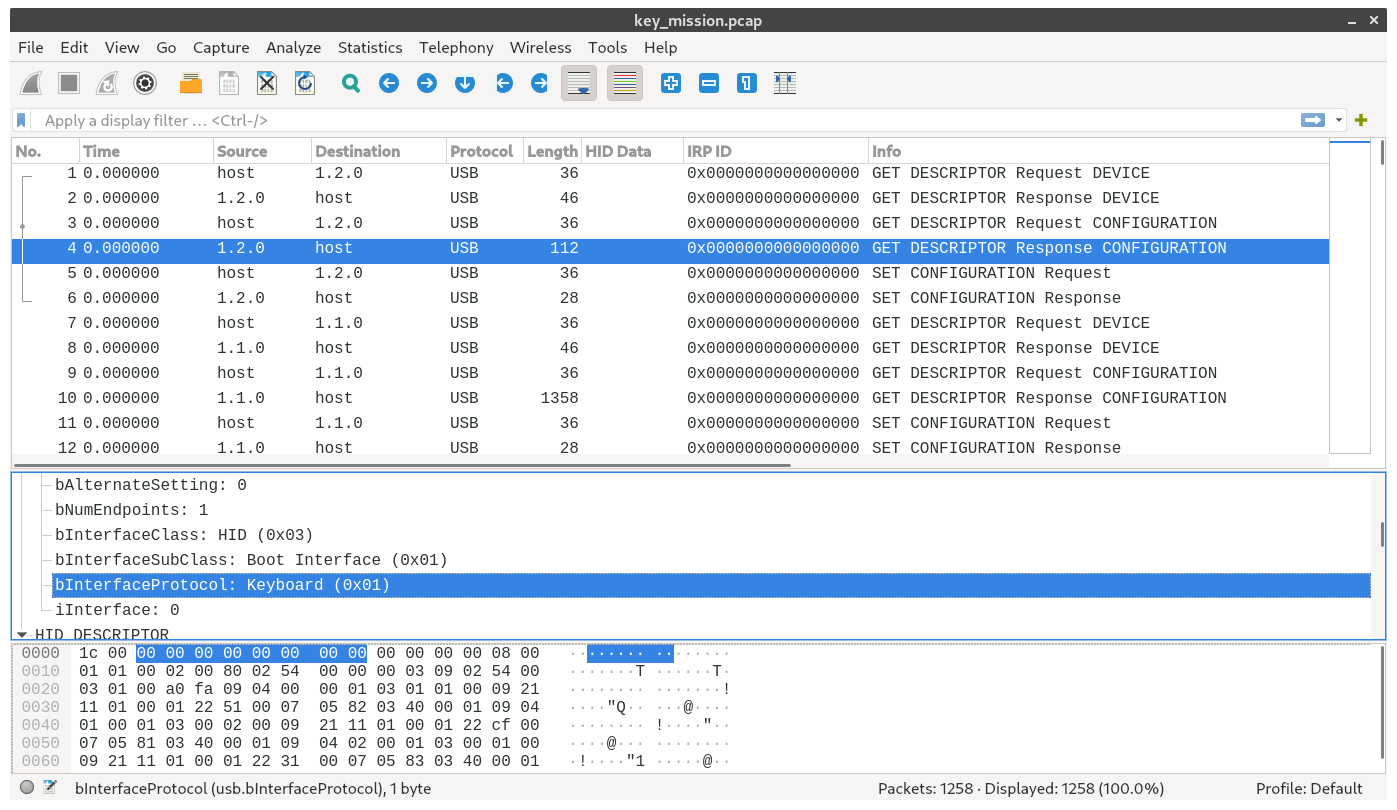 key_mission.pcap
File Edit View Go Capture Analyze Statistics Telephony Wireless Tools Help
Apply a display filter … <Ctrl-/>
No. Time Source Destination Protocol Length HID Data IRP ID Info
1 0.000000 host 1.2.0 USB 36 0x0000000000000000 GET DESCRIPTOR Request DEVICE
2 0.000000 1.2.0 host USB 46 0x0000000000000000 GET DESCRIPTOR Response DEVICE
3 0.000000 host 1.2.0 USB 36 0x0000000000000000 GET DESCRIPTOR Request CONFIGURATION
4 0.000000 1.2.0 host USB 112 0x0000000000000000 GET DESCRIPTOR Response CONFIGURATION
5 0.000000 host 1.2.0 USB 36 0x0000000000000000 SET CONFIGURATION Request
6 0.000000 1.2.0 host USB 28 0x0000000000000000 SET CONFIGURATION Response
7 0.000000 host 1.1.0 USB 36 0x0000000000000000 GET DESCRIPTOR Request DEVICE
8 0.000000 1.1.0 host USB 46 0x0000000000000000 GET DESCRIPTOR Response DEVICE
9 0.000000 host 1.1.0 USB 36 0x0000000000000000 GET DESCRIPTOR Request CONFIGURATION
10 0.000000 1.1.0 host USB 1358 0x0000000000000000 GET DESCRIPTOR Response CONFIGURATION
11 0.000000 host 1.1.0 USB 36 0x0000000000000000 SET CONFIGURATION Request
12 0.000000 1.1.0 host USB 28 0x0000000000000000 SET CONFIGURATION Response
bAlternateSetting: 0
bNumEndpoints: 1
bInterfaceClass: HID (0x03)
bInterfaceSubClass: Boot Interface (0x01)
bInterfaceProtocol: Keyboard (0x01)
iInterface: 0
HID DESCRIPTOR
0000 1c 00 00 00 00 00 00 00 00 00 00 00 00 00 08 00 ········ ········
0010 01 01 00 02 00 80 02 54 00 00 00 03 09 02 54 00 ·······T ······T·
0020 03 01 00 a0 fa 09 04 00 00 01 03 01 01 00 09 21 ········ ·······!
0030 11 01 00 01 22 51 00 07 05 82 03 40 00 01 09 04 ····"Q·· ···@····
0040 01 00 01 03 00 02 00 09 21 11 01 00 01 22 cf 00 ········ !····"··
0050 07 05 81 03 40 00 01 09 04 02 00 01 03 00 01 00 ····@··· ········
0060 09 21 11 01 00 01 22 31 00 07 05 83 03 40 00 01 ·!····"1 ·····@··
bInterfaceProtocol (usb.bInterfaceProtocol), 1 byte Packets: 1258 · Displayed: 1258 (100.0%) Profile: Default